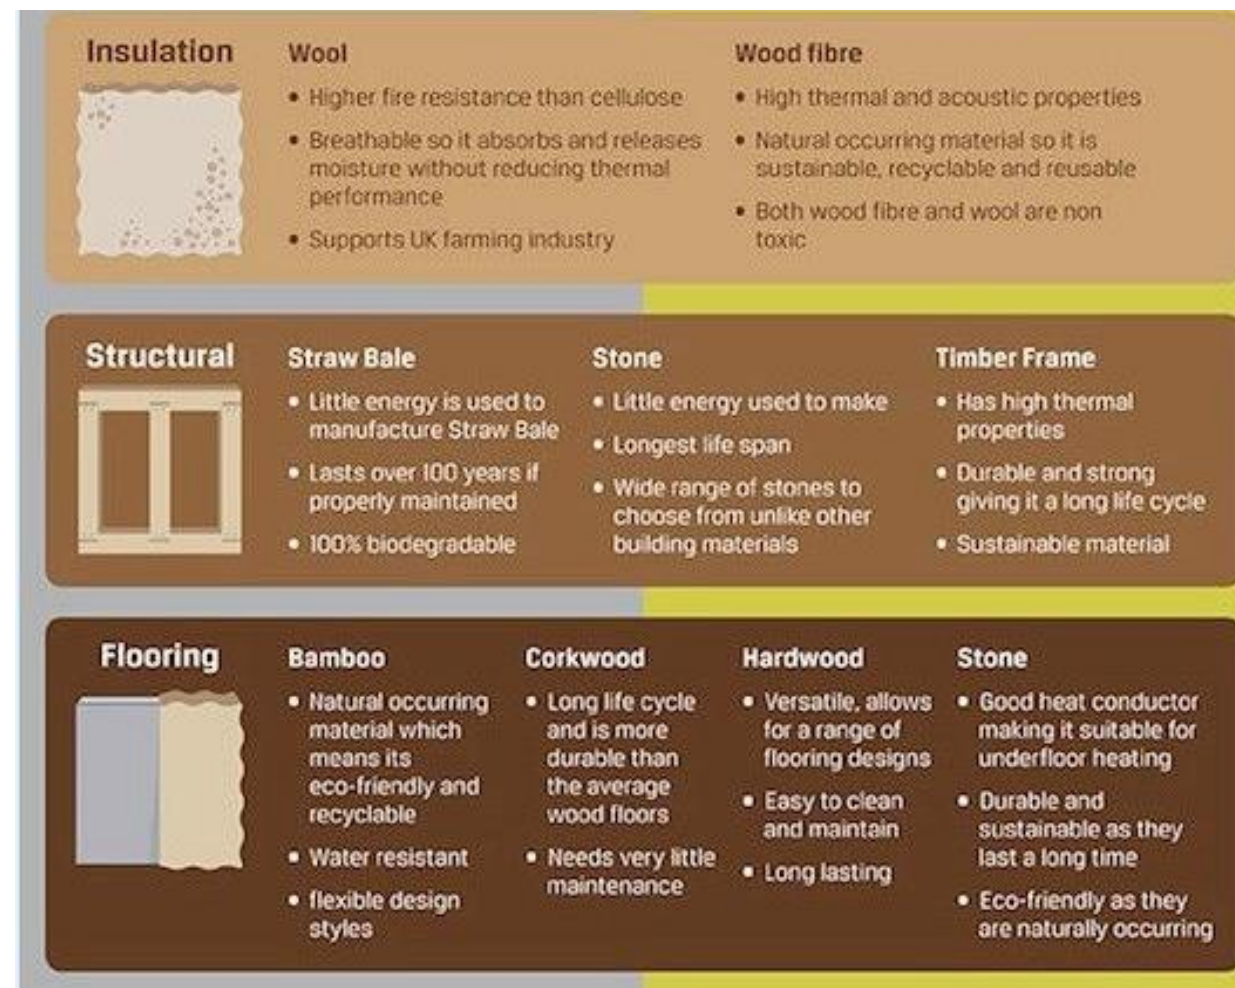 Insulation
Wool
• Higher fire resistance than cellulose
• Breathable so it absorbs and releases
moisture without reducing thermal
performance
• Supports UK farming industry
Wood fibre
• High thermal and acoustic properties
• Natural occurring material so it is
sustainable, recyclable and reusable
• Both wood fibre and wool are non
toxic
Structural
Straw Bale
• Little energy is used to
manufacture Straw Bale
• Lasts over 100 years if
properly maintained
• 100% biodegradable
Stone
• Little energy used to make
• Longest life span
• Wide range of stones to
choose from unlike other
building materials
Timber Frame
• Has high thermal
properties
• Durable and strong
giving it a long life cycle
• Sustainable material
Flooring
Bamboo
• Natural occurring
material which
means its
eco-friendly and
recyclable
• Water resistant
• flexible design
styles
Corkwood
• Long life cycle
and is more
durable than
the average
wood floors
• Needs very little
maintenance
Hardwood
• Versatile, allows
for a range of
flooring designs
• Easy to clean
and maintain
• Long lasting
Stone
• Good heat conductor
making it suitable for
underfloor heating
• Durable and
sustainable as they
last a long time
• Eco-friendly as they
are naturally occurring